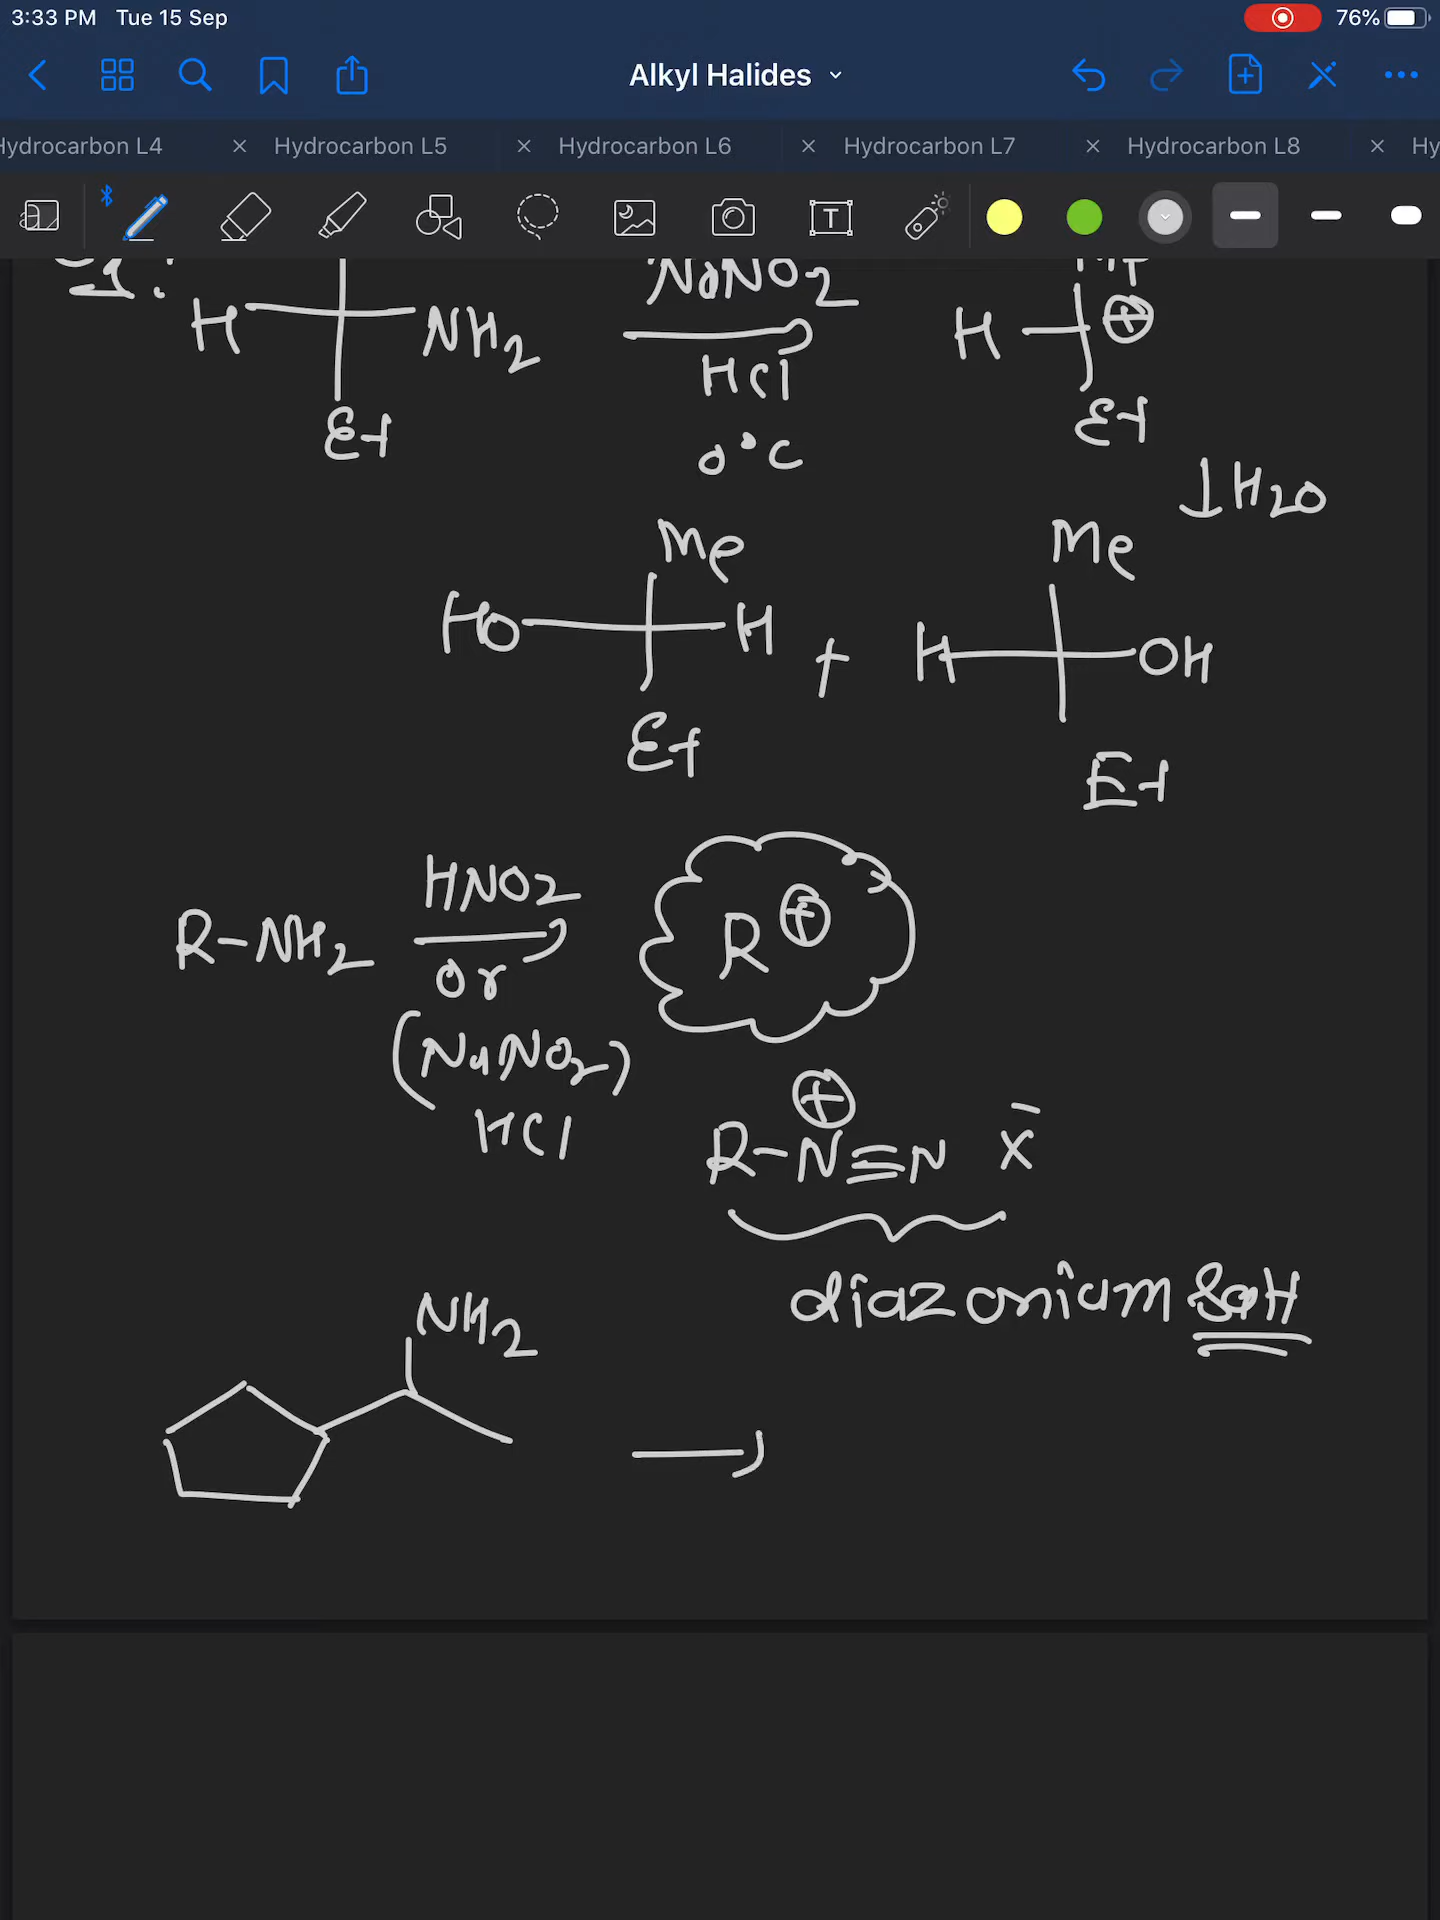 3:33 PM Tue 15 Sep 76%
Alkyl Halides
Hydrocarbon L4 Hydrocarbon L5 Hydrocarbon L6 Hydrocarbon L7 Hydrocarbon L8 Hy
a T
NaNO2
H NH2 HCl H ⊕
Et 0°C Et
↓H2O
Me Me
HO H + H OH
Et Et
HNO2
R-NH2 → R⊕
Or
(NaNO2)
HCl
⊕
R-N≡N X̄
diazonium Salt
NH2
→